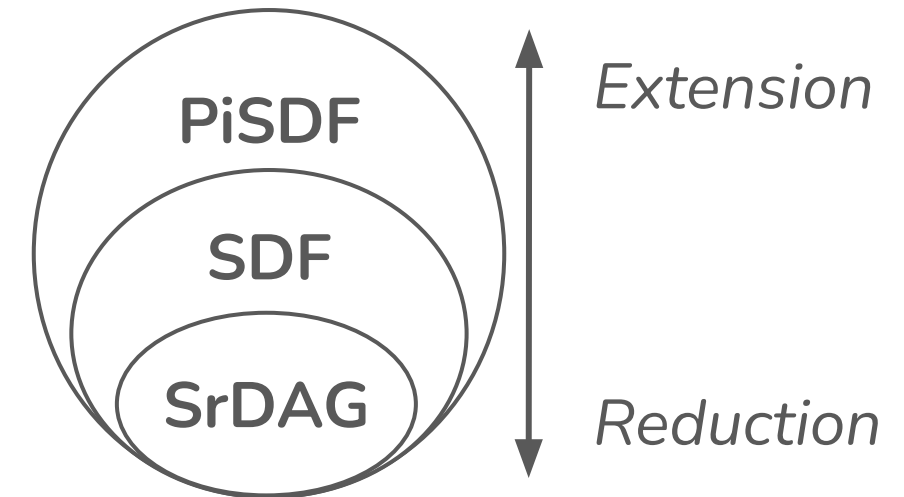 PiSDF
Extension
SDF
SrDAG
Reduction